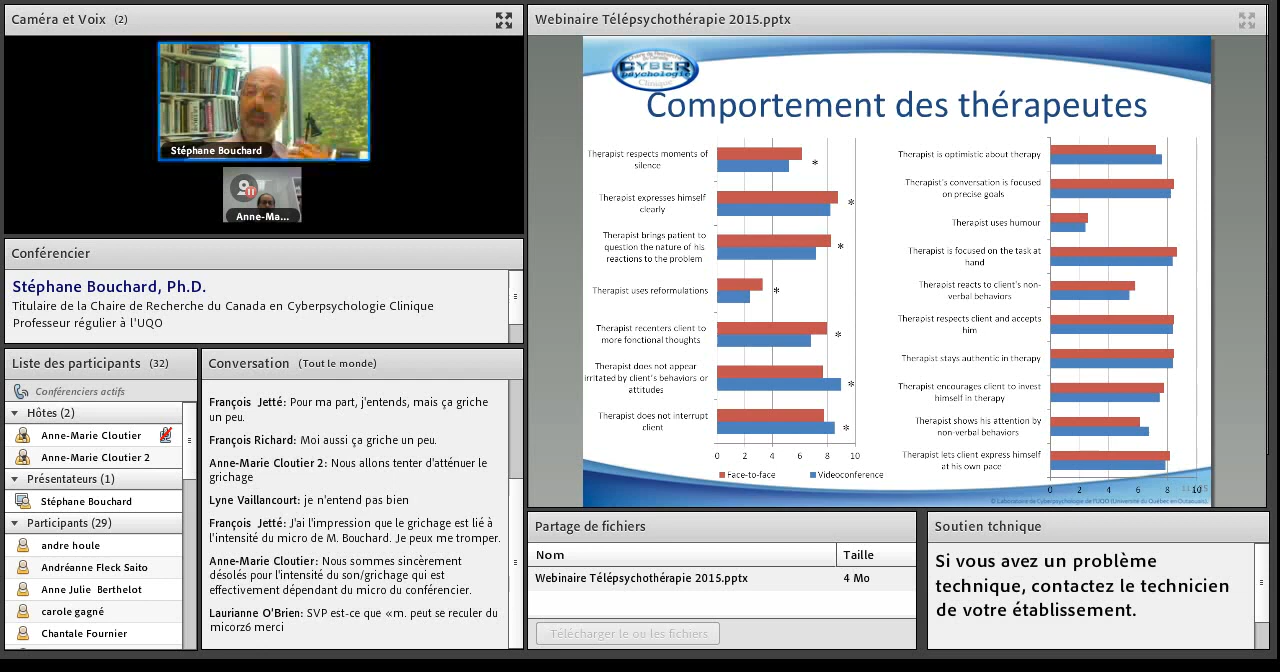 Caméra et Voix (2)
Stéphane Bouchard
Anne-Ma...
Conférencier
Stéphane Bouchard, Ph.D.
Titulaire de la Chaire de Recherche du Canada en Cyberpsychologie Clinique
Professeur régulier à l'UQO
Liste des participants (32)
Conférenciers actifs
Hôtes (2)
Anne-Marie Cloutier
Anne-Marie Cloutier 2
Présentateurs (1)
Stéphane Bouchard
Participants (29)
andre houle
Andréanne Fleck Saito
Anne Julie Berthelot
carole gagné
Chantale Fournier
Conversation (Tout le monde)
François Jetté: Pour ma part, j'entends, mais ça griche
un peu.
François Richard: Moi aussi ça griche un peu.
Anne-Marie Cloutier 2: Nous allons tenter d'atténuer le
grichage
Lyne Vaillancourt: je n'entend pas bien
François Jetté: J'ai l'impression que le grichage est lié à
l'intensité du micro de M. Bouchard. Je peux me tromper.
Anne-Marie Cloutier: Nous sommes sincèrement
désolés pour l'intensité du son/grichage qui est
effectivement dépendant du micro du conférencier.
Laurianne O'Brien: SVP est-ce que «m. peut se reculer du
micorz6 merci
Webinaire Télépsychothérapie 2015.pptx
CYBER
psychologie
Clinique
Comportement des thérapeutes
0 2 4 6 8 10
Therapist respects moments of
silence
*
Therapist expresses himself
clearly
*
Therapist brings patient to
question the nature of his
reactions to the problem
*
Therapist uses reformulations
*
Therapist recenters client to
more fonctional thoughts
*
Therapist does not appear
irritated by client's behaviors or
attitudes
*
Therapist does not interrupt
client
*
Face-to-face
Videoconference
Therapist is optimistic about therapy
Therapist's conversation is focused
on precise goals
Therapist uses humour
Therapist is focused on the task at
hand
Therapist reacts to client's non-
verbal behaviors
Therapist respects client and accepts
him
Therapist stays authentic in therapy
Therapist encourages client to invest
himself in therapy
Therapist shows his attention by
non-verbal behaviors
Therapist lets client express himself
at his own pace
0 2 4 6 8 10
© Laboratoire de Cyberpsychologie de l'UQO (Université du Québec en Outaouais).
Partage de fichiers
Nom Taille
Webinaire Télépsychothérapie 2015.pptx 4 Mo
Télécharger le ou les fichiers
Soutien tchnique
Si vous avez un problème
technique, contactez le technicien
de votre établissement.